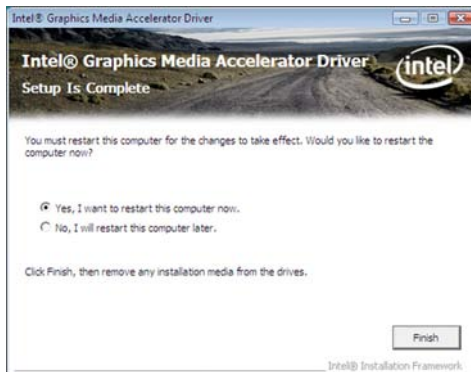 Intel® Graphics Media Accelerator Driver
Intel® Graphics Media Accelerator Driver
intel
Setup Is Complete
You must restart this computer for the changes to take effect. Would you like to restart the
computer now?
Yes, I want to restart this computer now.
No, I will restart this computer later.
Click Finish, then remove any installation media from the drives.
Finish
Intel® Installation Framework